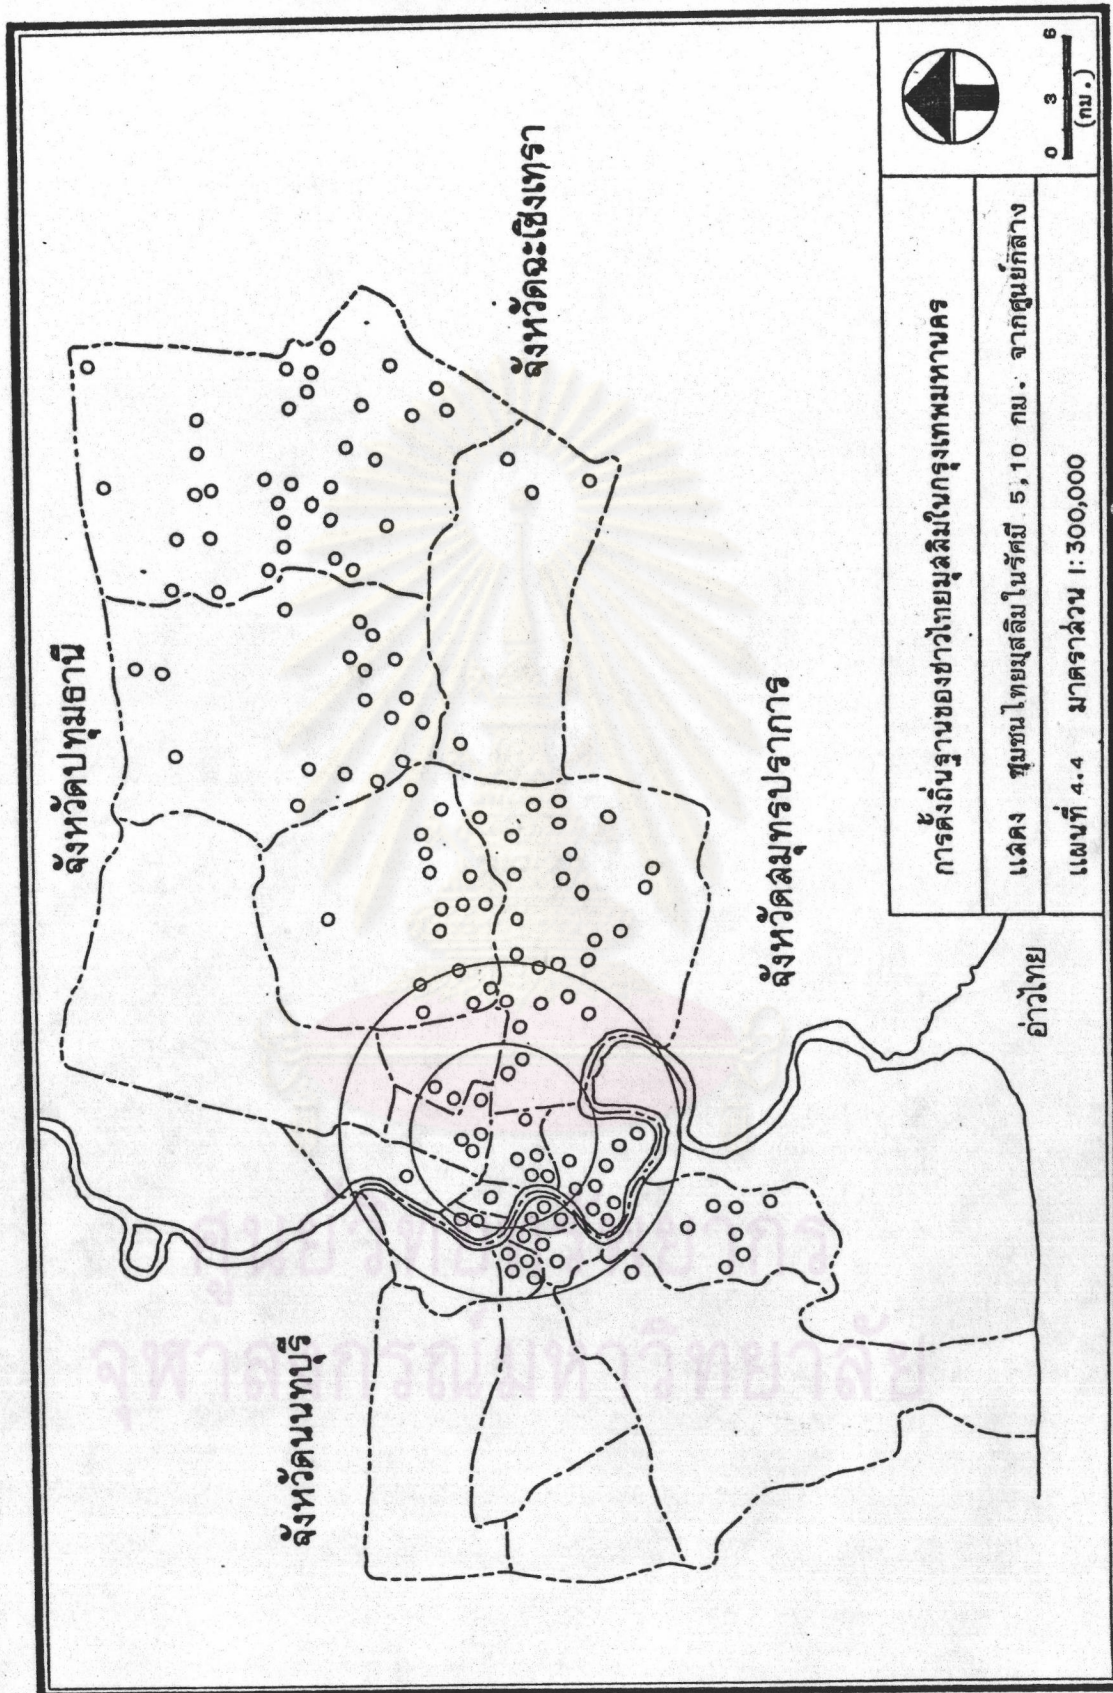 จังหวัดปทุมธานี
จังหวัดฉะเชิงเทรา
จังหวัดนนทบุรี
จังหวัดสมุทรปราการ
อ่าวไทย
การตั้งถิ่นฐานของชาวไทยมุสลิมในกรุงเทพมหานคร
แสดง ชุมชนไทยมุสลิมในรัศมี 5,10 กม. จากศูนย์กลาง
แผนที่ 4.4 มาตราส่วน 1:300,000
0 3 6
(กม.)
ศูนย์วิทยทรัพยากร
จุฬาลงกรณ์มหาวิทยาลัย